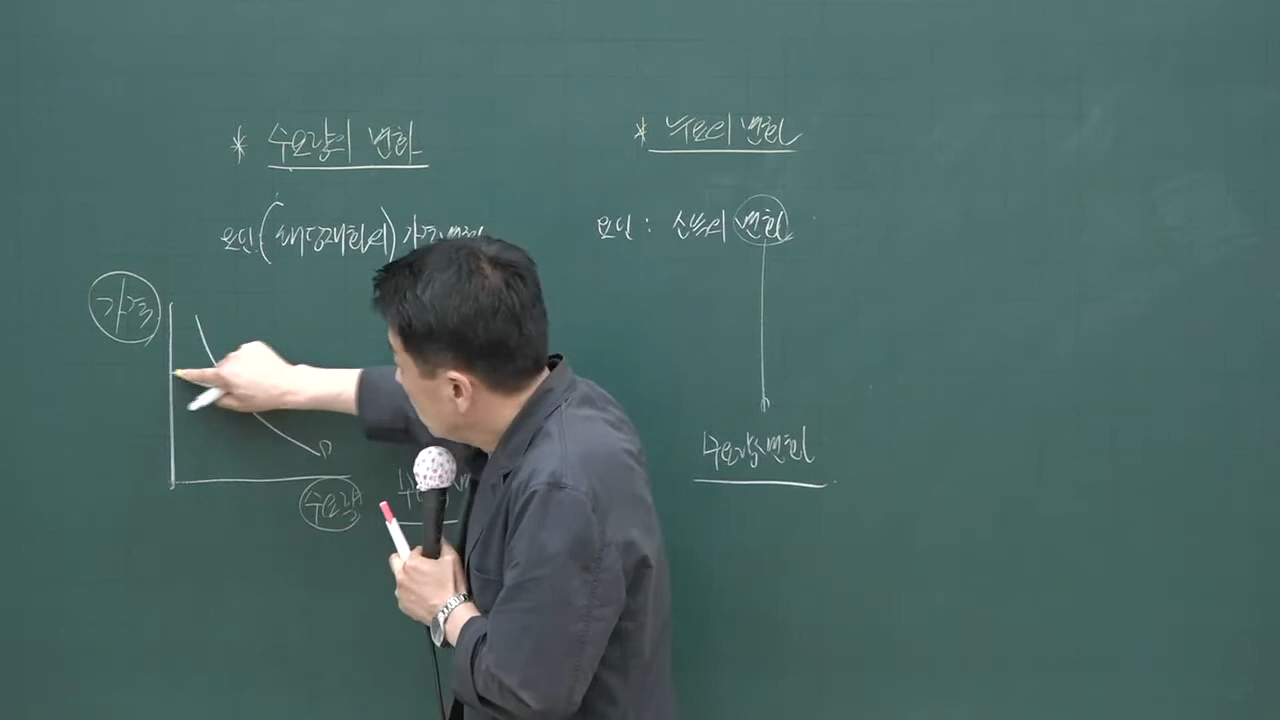 * 수요량의 변화
요인 (해당재화의) 가격변화
가격
수요량
* 수요의 변화
요인 : 소득의 변화
수요량변화